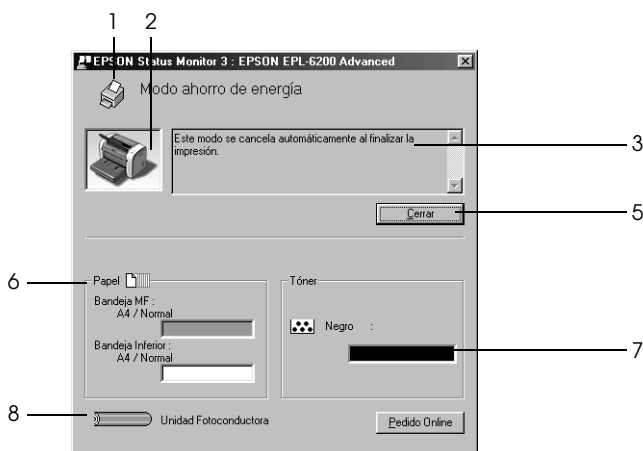 1 2
EPSON Status Monitor 3 : EPSON EPL-6200 Advanced
Modo ahorro de energía
Este modo se cancela automáticamente al finalizar la
impresión.
3
Cerrar
5
6
Papel
Bandeja MF :
A4 / Normal
Bandeja Inferior :
A4 / Normal
Tóner
Negro :
7
8
Unidad Fotoconductora
Pedido Online